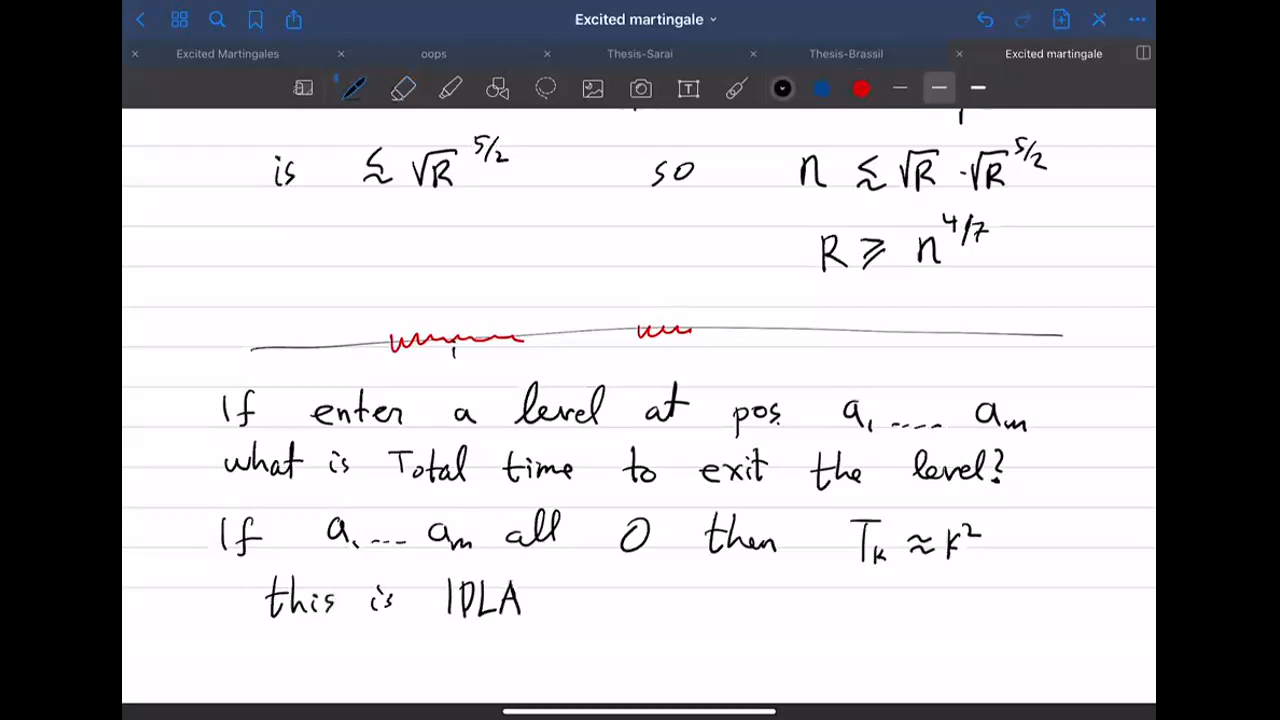 Excited martingale
Excited Martingales
oops
Thesis-Sarai
Thesis-Brassil
Excited martingale
is ≲ √R^5/2 so n ≲ √R · √R^5/2
R ⩾ n^4/7
If enter a level at pos. a₁ .... aₘ
what is Total time to exit the level?
If a₁ ... aₘ all 0 then Tₖ ≈ k²
this is IDLA